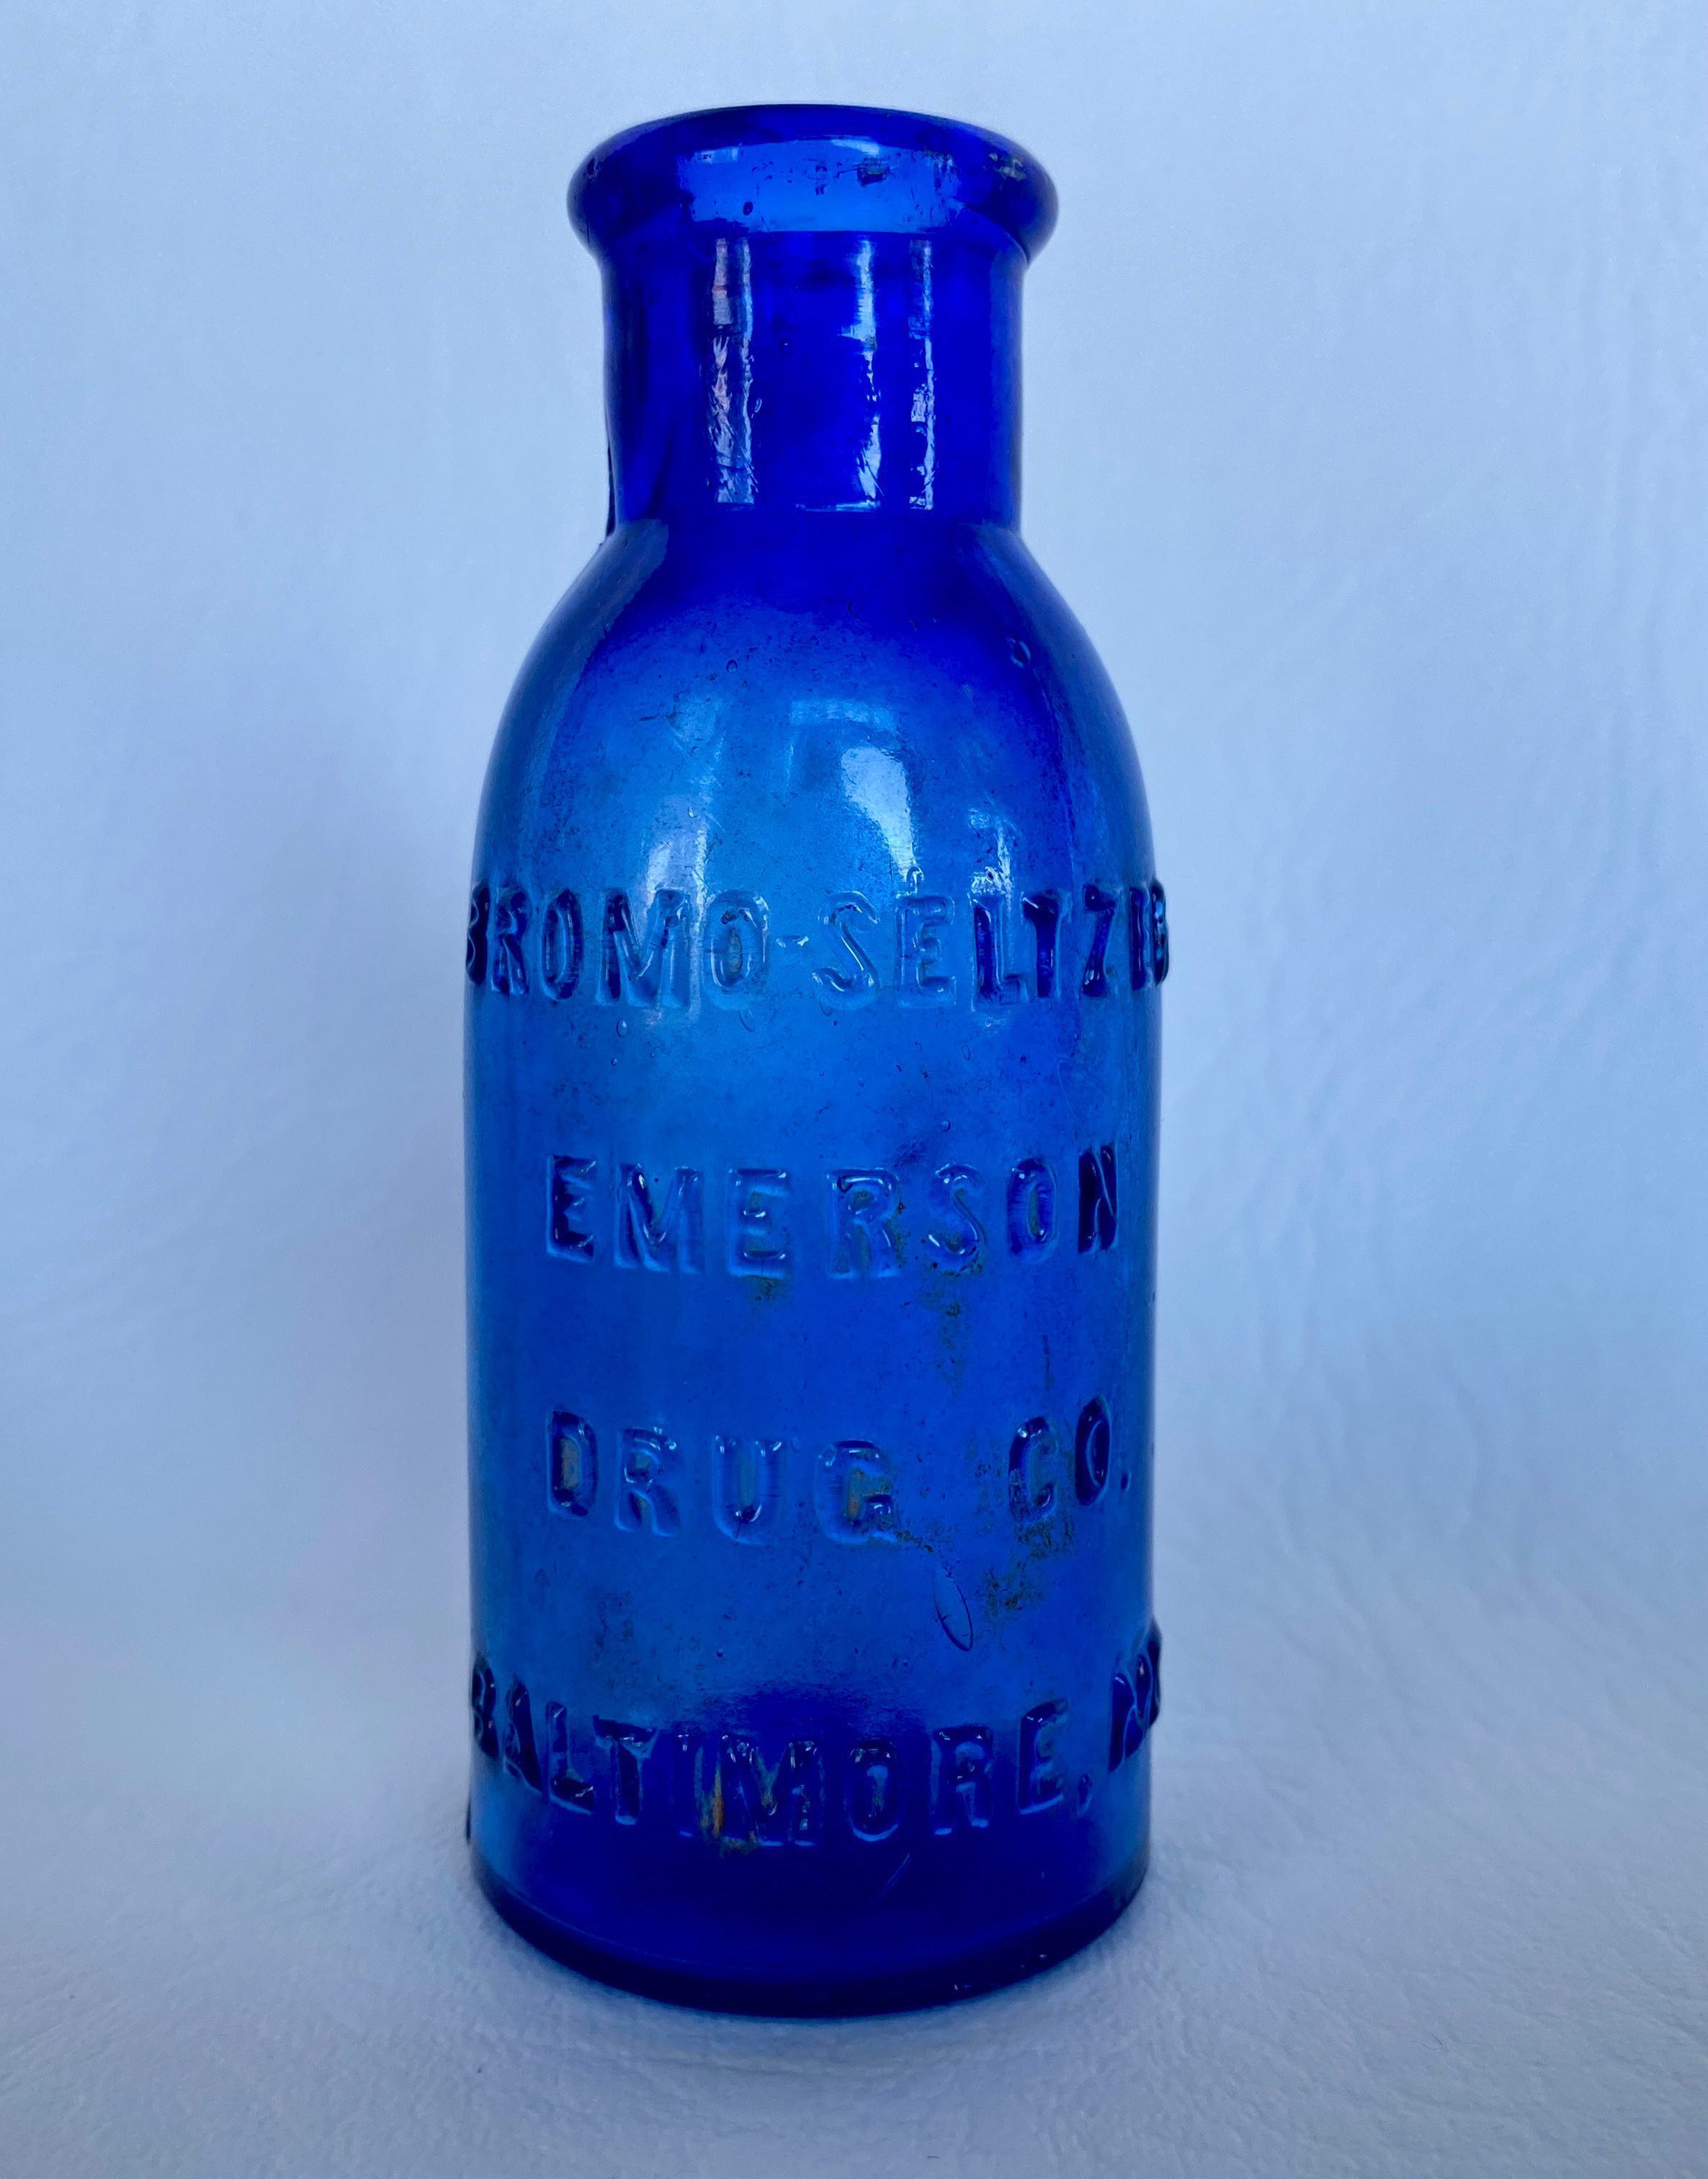 BROMO-SELTZER
EMERSON
DRUG CO.
BALTIMORE, MD